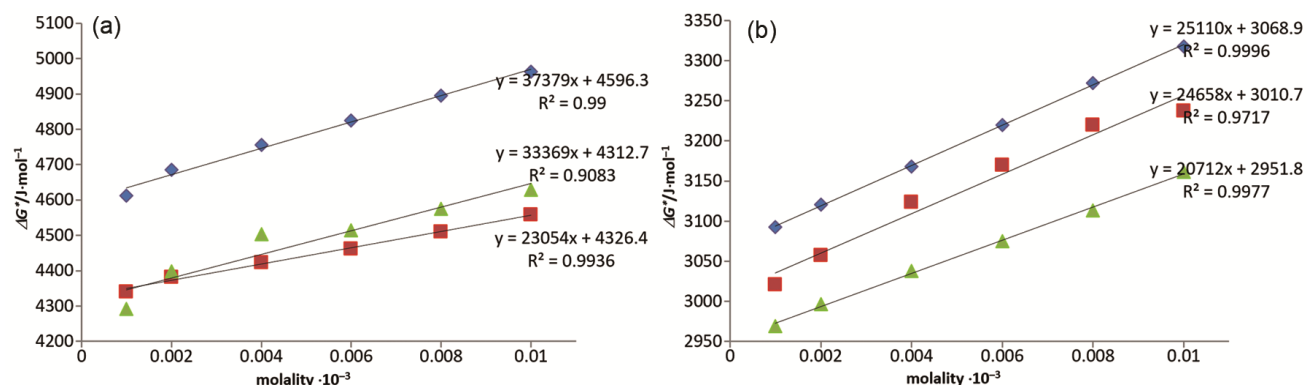 (a)
5100
5000
4900
4800
4700
4600
4500
4400
4300
4200
ΔG*/J·mol⁻¹
y = 37379x + 4596.3
R² = 0.99
y = 33369x + 4312.7
R² = 0.9083
y = 23054x + 4326.4
R² = 0.9936
0 0.002 0.004 0.006 0.008 0.01
molality ·10⁻³
(b)
3350
3300
3250
3200
3150
3100
3050
3000
2950
ΔG*/J·mol⁻¹
y = 25110x + 3068.9
R² = 0.9996
y = 24658x + 3010.7
R² = 0.9717
y = 20712x + 2951.8
R² = 0.9977
0 0.002 0.004 0.006 0.008 0.01
molality ·10⁻³